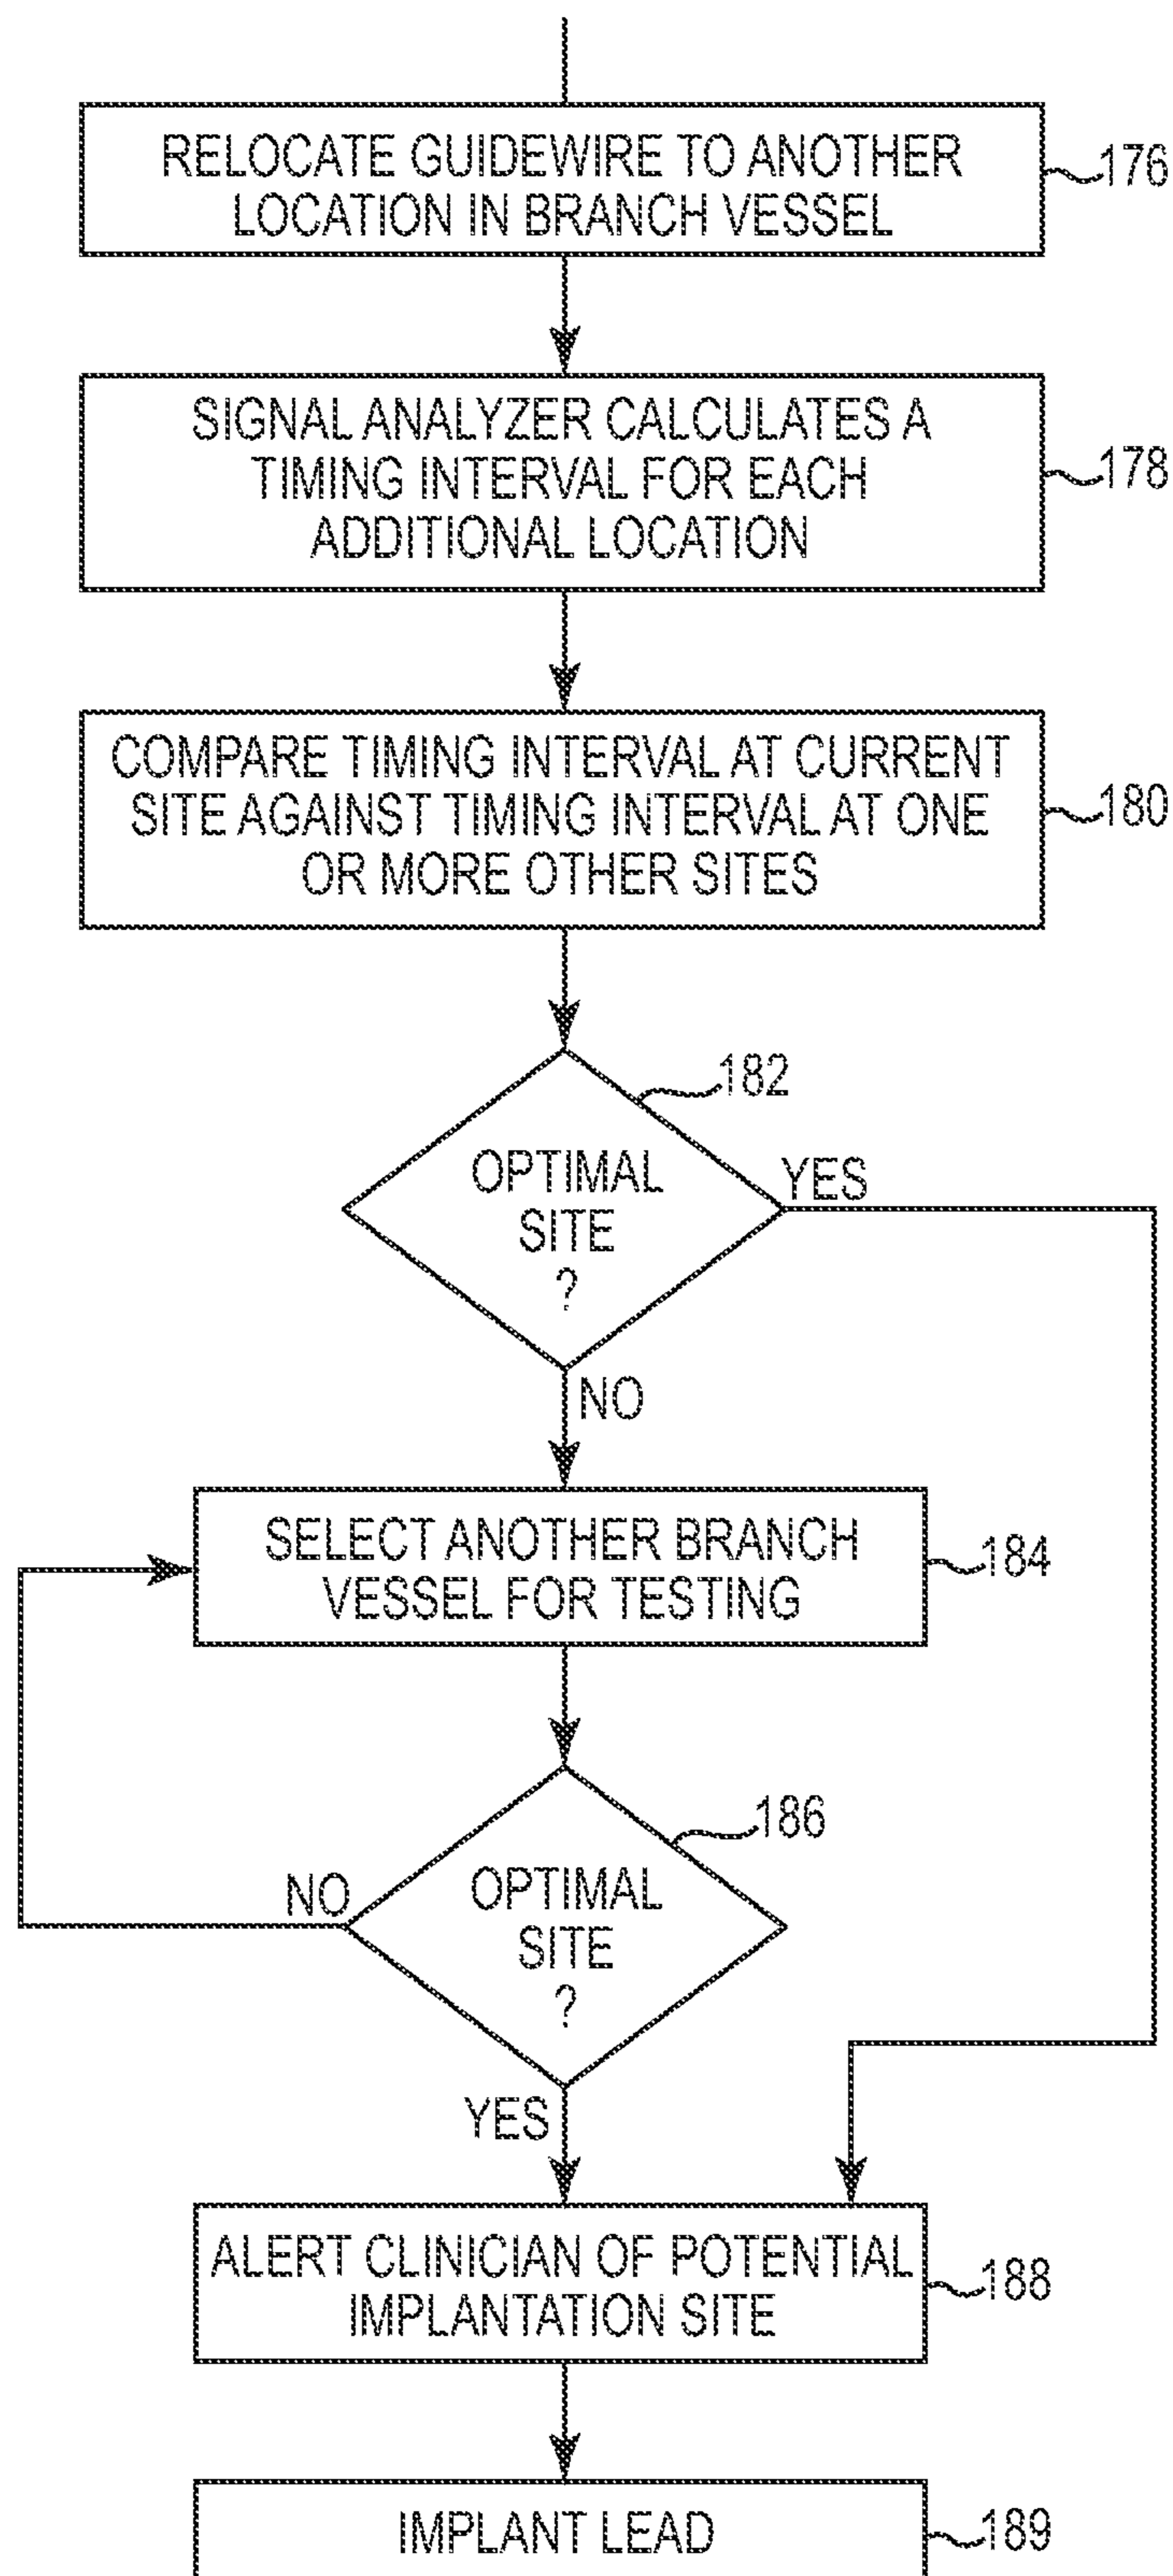 RELOCATE GUIDEWIRE TO ANOTHER
LOCATION IN BRANCH VESSEL
176
SIGNAL ANALYZER CALCULATES A
TIMING INTERVAL FOR EACH
ADDITIONAL LOCATION
178
COMPARE TIMING INTERVAL AT CURRENT
SITE AGAINST TIMING INTERVAL AT ONE
OR MORE OTHER SITES
180
182
OPTIMAL
SITE
?
YES
NO
SELECT ANOTHER BRANCH
VESSEL FOR TESTING
184
186
NO
OPTIMAL
SITE
?
YES
ALERT CLINICIAN OF POTENTIAL
IMPLANTATION SITE
188
IMPLANT LEAD
189